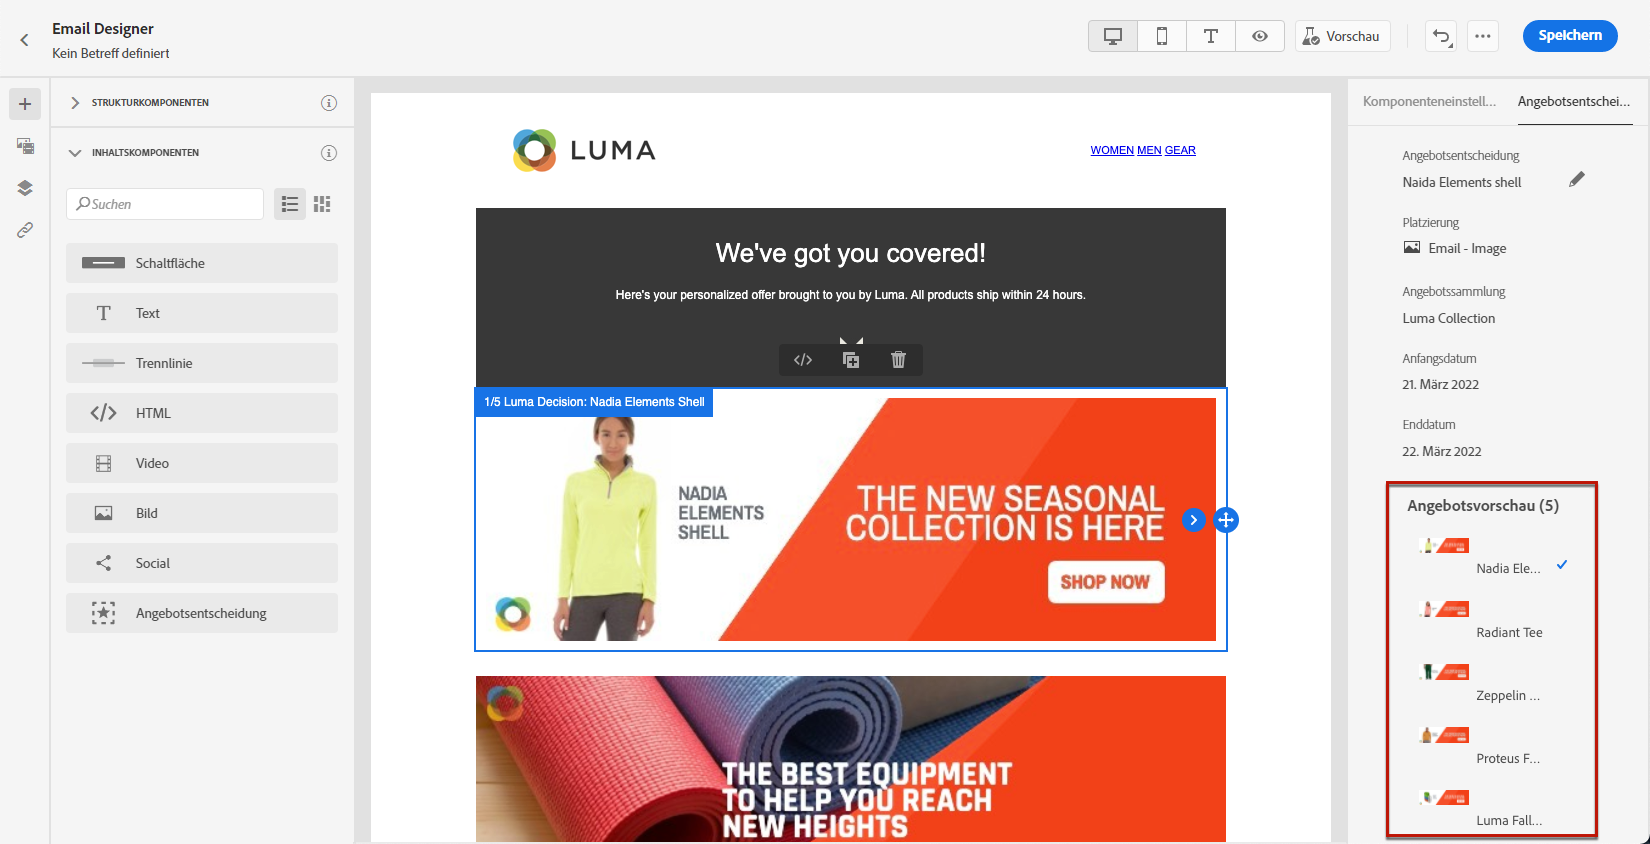 Email Designer
Kein Betreff definiert
Vorschau
Speichern
STRUKTURKOMPONENTEN
INHALTSKOMPONENTEN
Suchen
Schaltfläche
Text
Trennlinie
HTML
Video
Bild
Social
Angebotsentscheidung
LUMA
WOMEN MEN GEAR
We've got you covered!
Here's your personalized offer brought to you by Luma. All products ship within 24 hours.
1/5 Luma Decision: Nadia Elements Shell
NADIA
ELEMENTS
SHELL
THE NEW SEASONAL
COLLECTION IS HERE
SHOP NOW
THE BEST EQUIPMENT
TO HELP YOU REACH
NEW HEIGHTS
Komponenteneinstell...
Angebotsentschei...
Angebotsentscheidung
Naida Elements shell
Platzierung
Email - Image
Angebotssammlung
Luma Collection
Anfangsdatum
21. März 2022
Enddatum
22. März 2022
Angebotsvorschau (5)
Nadia Ele...
Radiant Tee
Zeppelin ...
Proteus F...
Luma Fall...